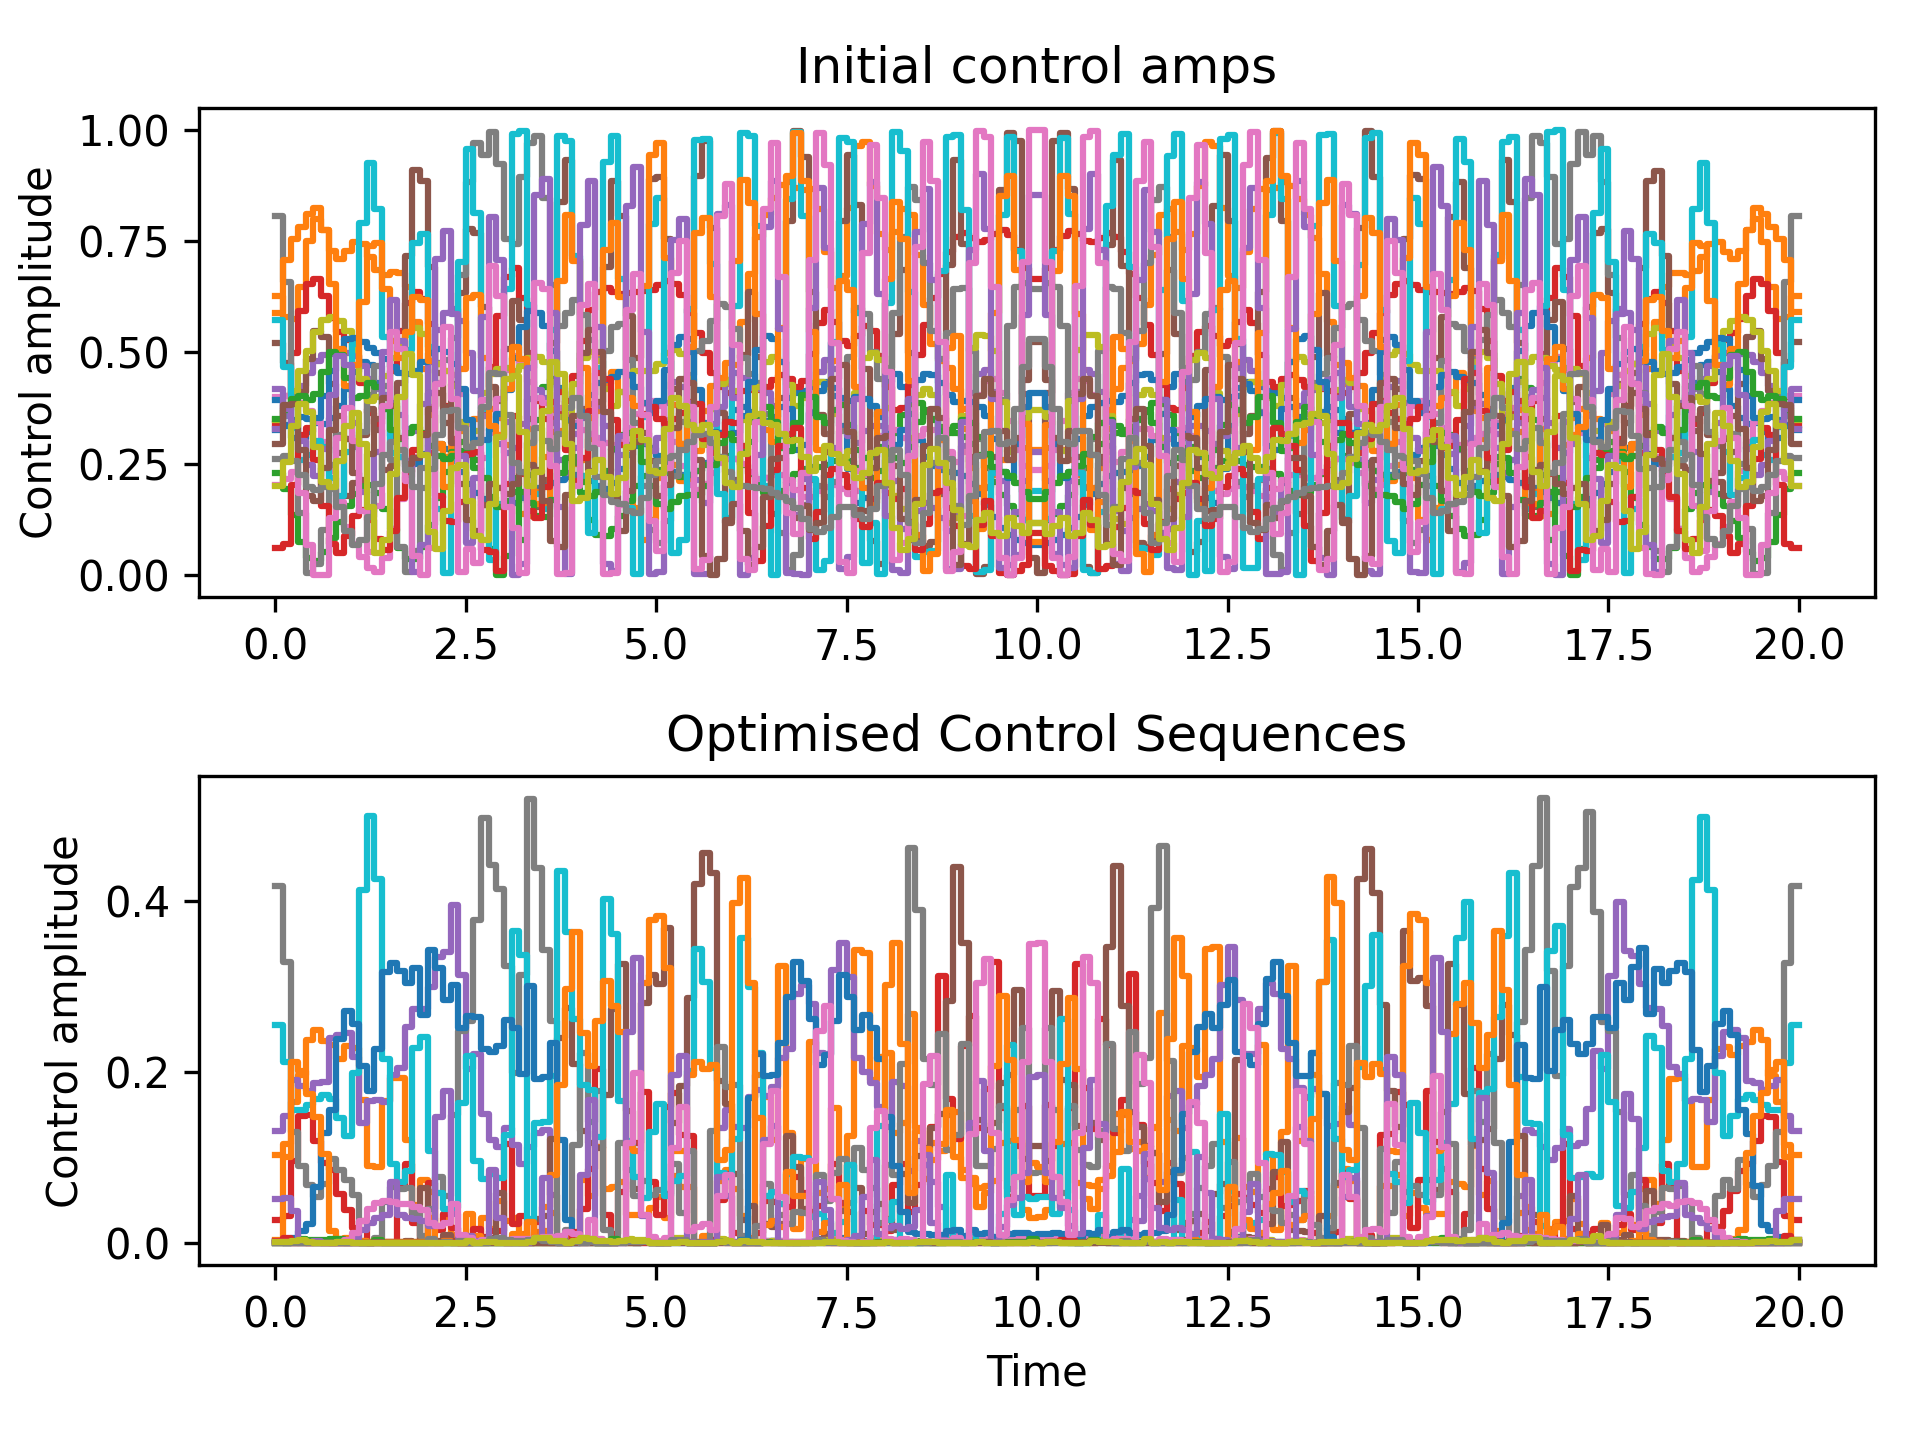 Initial control amps
Control amplitude
1.00
0.75
0.50
0.25
0.00
0.0 2.5 5.0 7.5 10.0 12.5 15.0 17.5 20.0
Optimised Control Sequences
Control amplitude
0.4
0.2
0.0
0.0 2.5 5.0 7.5 10.0 12.5 15.0 17.5 20.0
Time